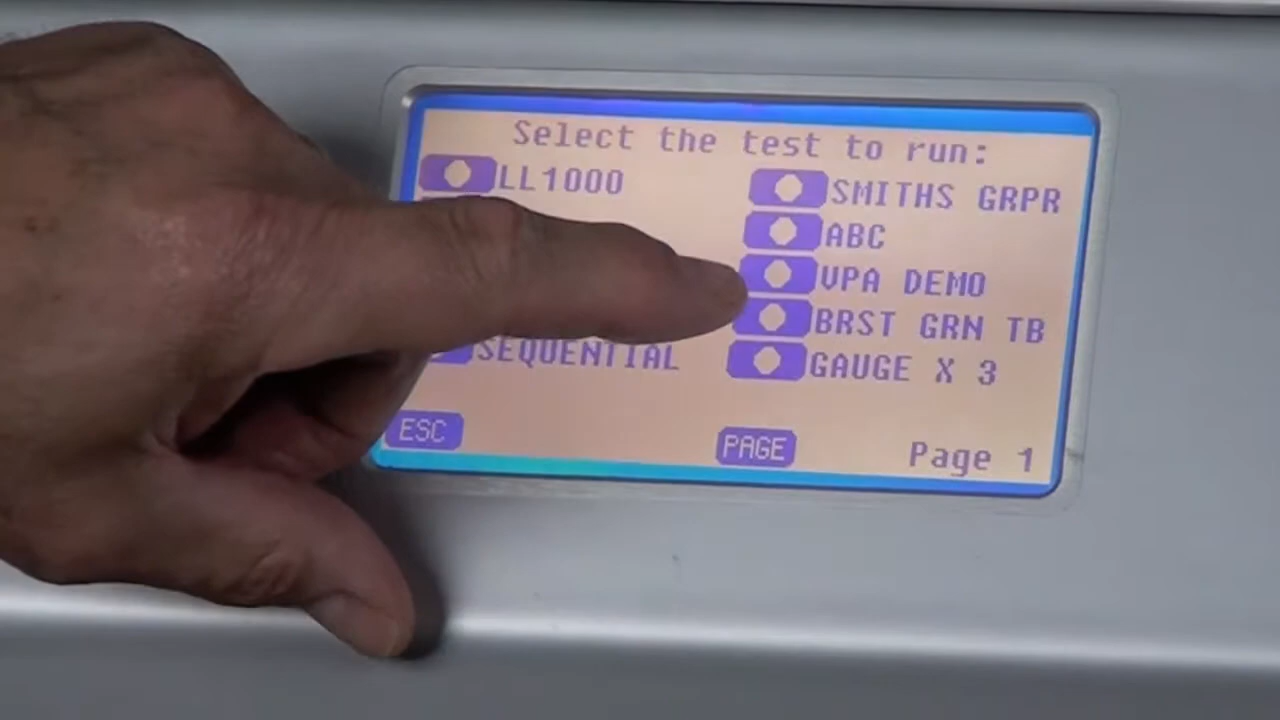 Select the test to run:
LL1000
SEQUENTIAL
SMITHS GRPR
ABC
VPA DEMO
BRST GRN TB
GAUGE X 3
ESC
PAGE
Page 1